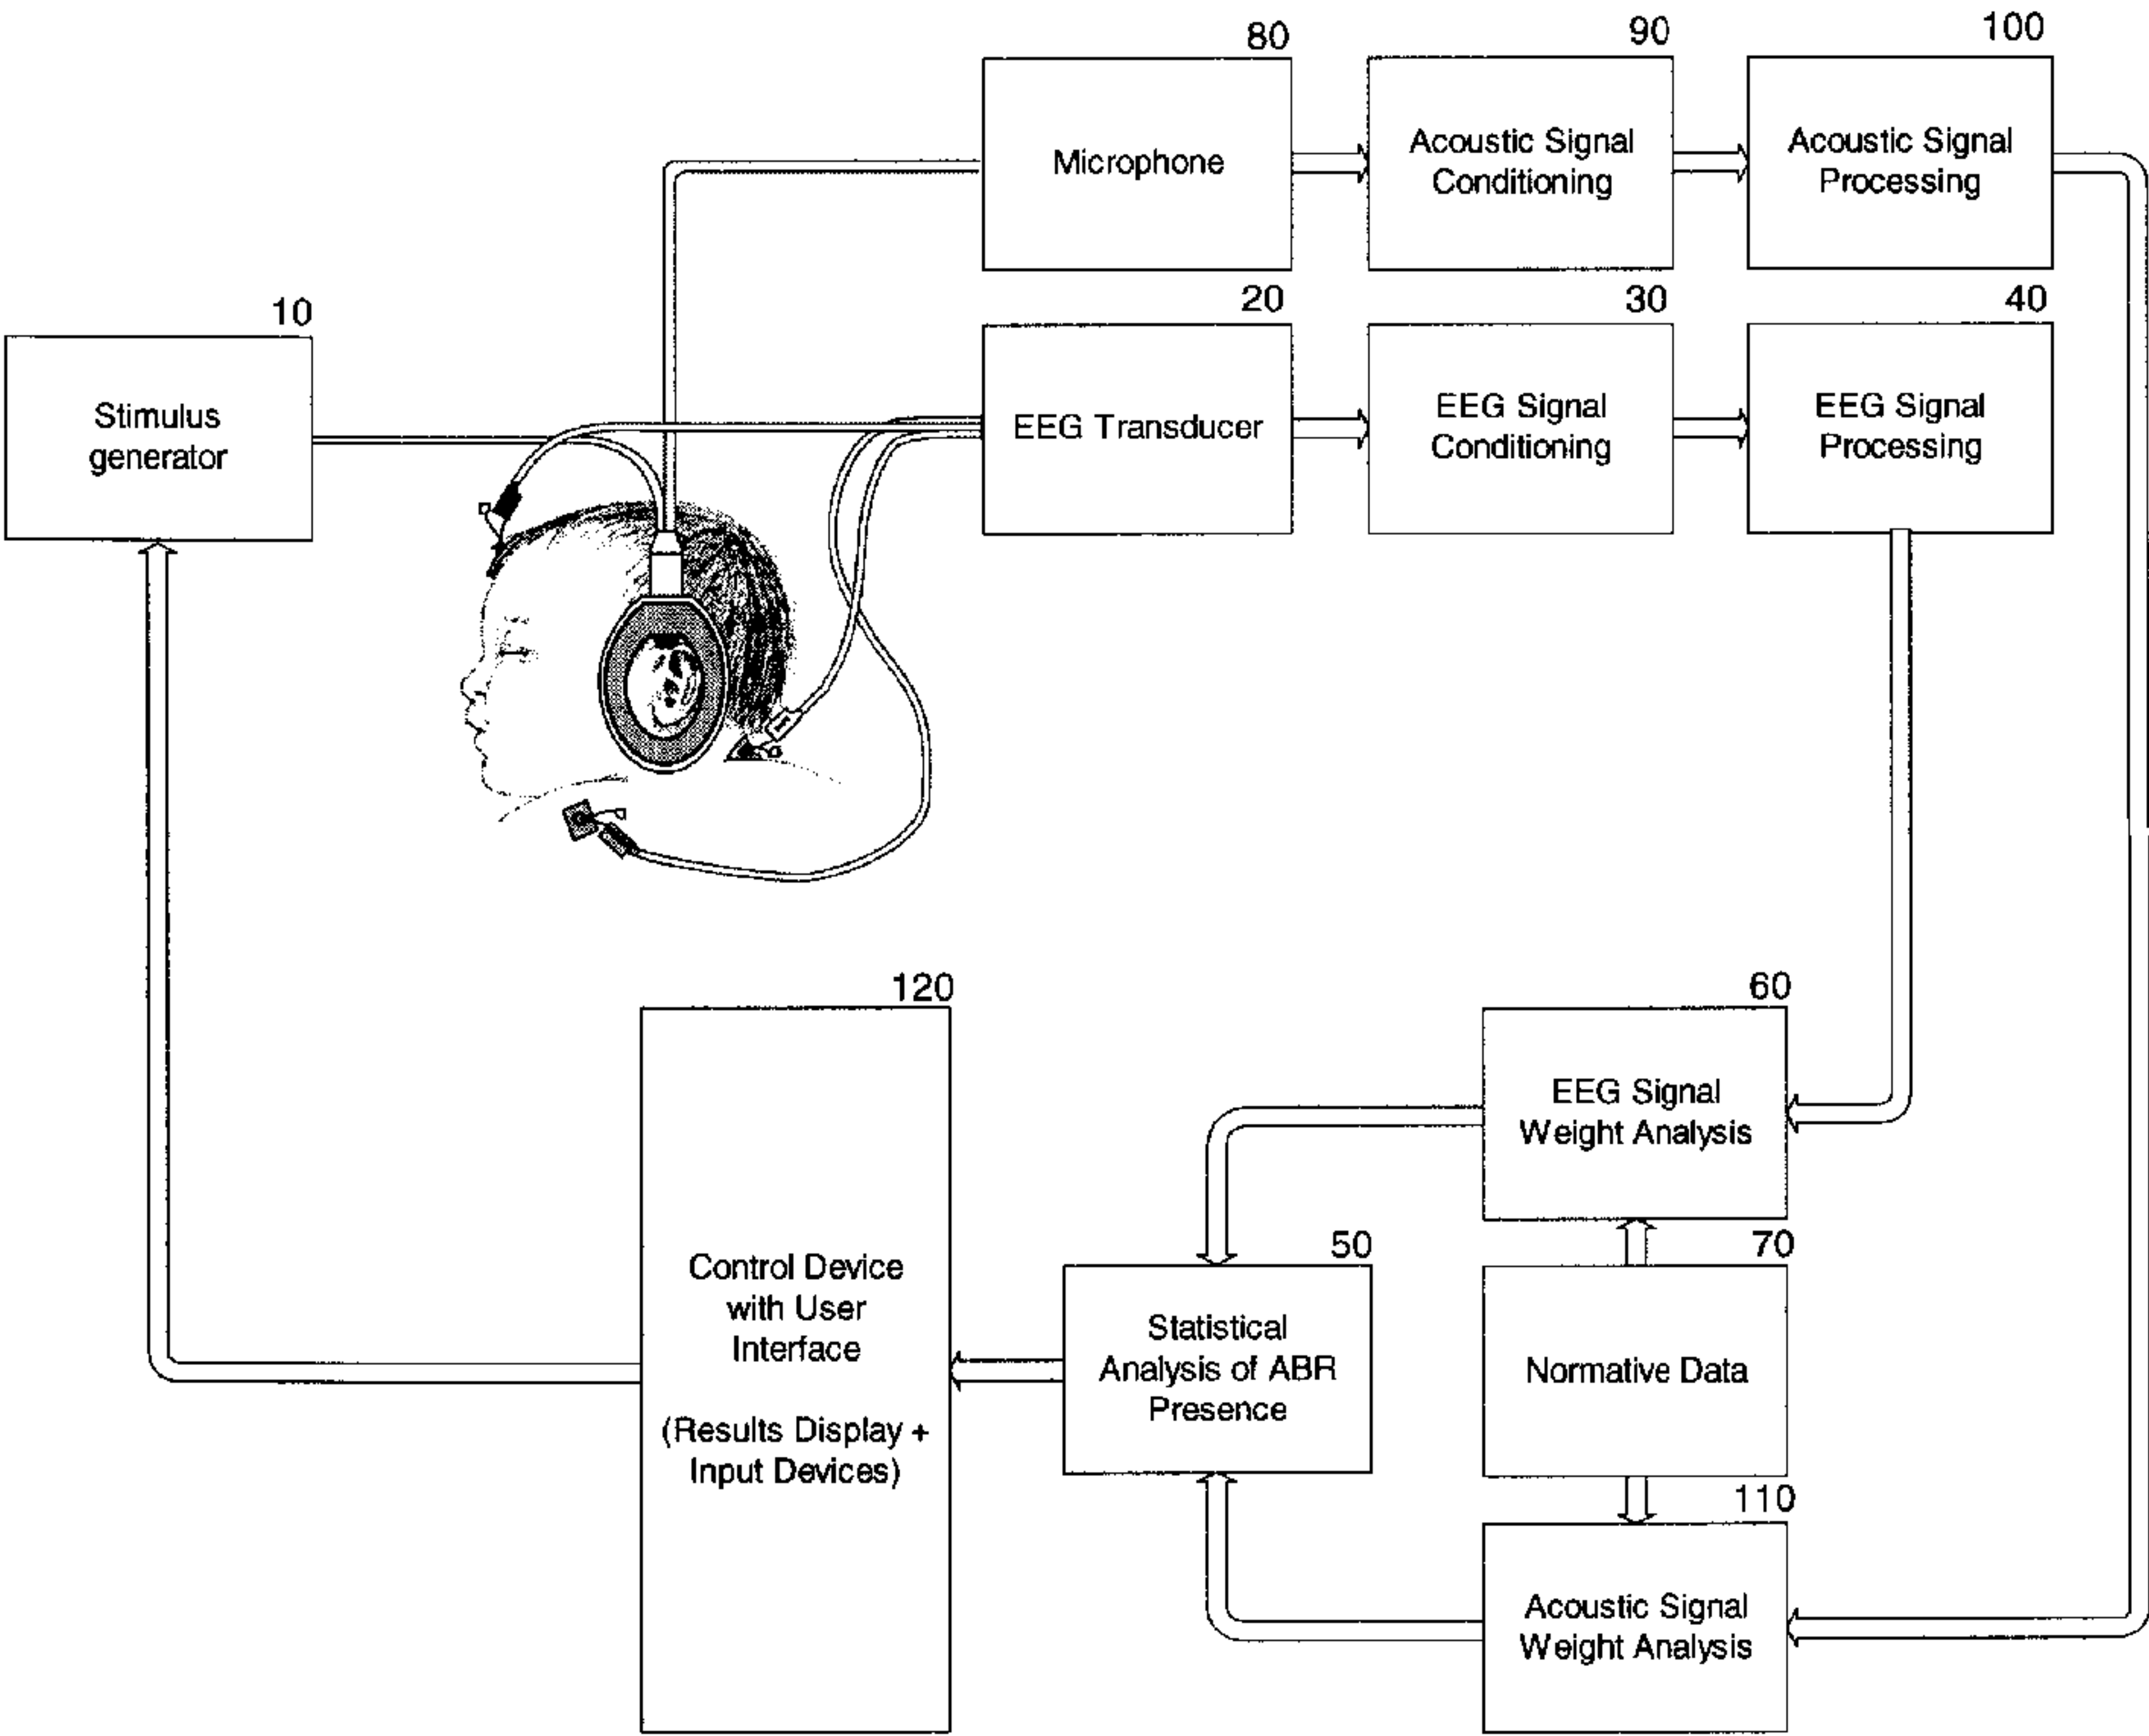 80
90
100
Microphone
Acoustic Signal
Conditioning
Acoustic Signal
Processing
10
20
30
40
Stimulus
generator
EEG Transducer
EEG Signal
Conditioning
EEG Signal
Processing
120
60
EEG Signal
Weight Analysis
50
70
Control Device
with User
Interface
(Results Display +
Input Devices)
Statistical
Analysis of ABR
Presence
Normative Data
110
Acoustic Signal
Weight Analysis